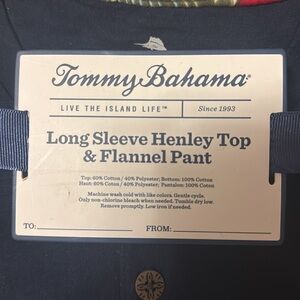 Tommy Bahama®
LIVE THE ISLAND LIFE™
Since 1993
Long Sleeve Henley Top
& Flannel Pant
Top: 60% Cotton / 40% Polyester; Bottom: 100% Cotton
Haut: 60% Coton / 40% Polyester; Pantalon: 100% Coton
Machine wash cold with like colors. Gentle cycle.
Only non-chlorine bleach when needed. Tumble dry low.
Remove promptly. Low iron if needed.
TO: FROM: